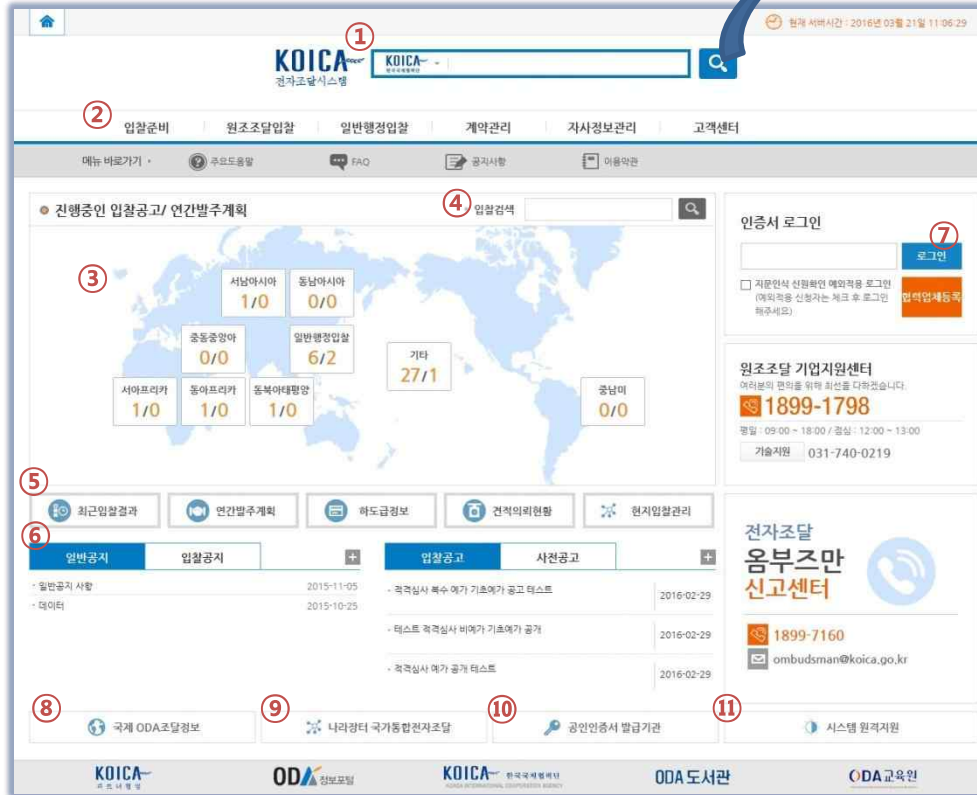 현재 서버시간 : 2016년 03월 21일 11:06:29
①
KOICA
전자조달시스템
KOICA
한국국제협력단
②
입찰준비 원조조달입찰 일반행정입찰 계약관리 자사정보관리 고객센터
메뉴 바로가기 주요도움말 FAQ 공지사항 이용약관
진행중인 입찰공고/ 연간발주계획
④ 입찰검색
③
서남아시아
1/0
동남아시아
0/0
중동중앙아
0/0
일반행정입찰
6/2
기타
27/1
서아프리카
1/0
동아프리카
1/0
동북아태평양
1/0
중남미
0/0
인증서 로그인
⑦
로그인
지문인식 신원확인 예외적용 로그인
(예외적용 신청자는 체크 후 로그인
해주세요)
협력업체등록
원조조달 기업지원센터
여러분의 편의를 위해 최선를 다하겠습니다.
1899-1798
평일 : 09:00 ~ 18:00 / 점심 : 12:00 ~ 13:00
기술지원 031-740-0219
⑤
최근입찰결과 연간발주계획 하도급정보 견적의뢰현황 현지입찰관리
⑥
일반공지 입찰공지 +
· 일반공지 사항 2015-11-05
· 데이터 2015-10-25
입찰공고 사전공고 +
· 적격심사 복수 예가 기초예가 공고 테스트 2016-02-29
· 테스트 적격심사 비예가 기초예가 공개 2016-02-29
· 적격심사 예가 공개 테스트 2016-02-29
전자조달
옴부즈만
신고센터
1899-7160
ombudsman@koica.go.kr
⑧ 국제 ODA조달정보
⑨ 나라장터 국가통합전자조달
⑩ 공인인증서 발급기관
⑪ 시스템 원격지원
KOICA
파트너행정
ODA 정보포털
KOICA 한국국제협력단
KOREA INTERNATIONAL COOPERATION AGENCY
ODA 도서관
ODA 교육원